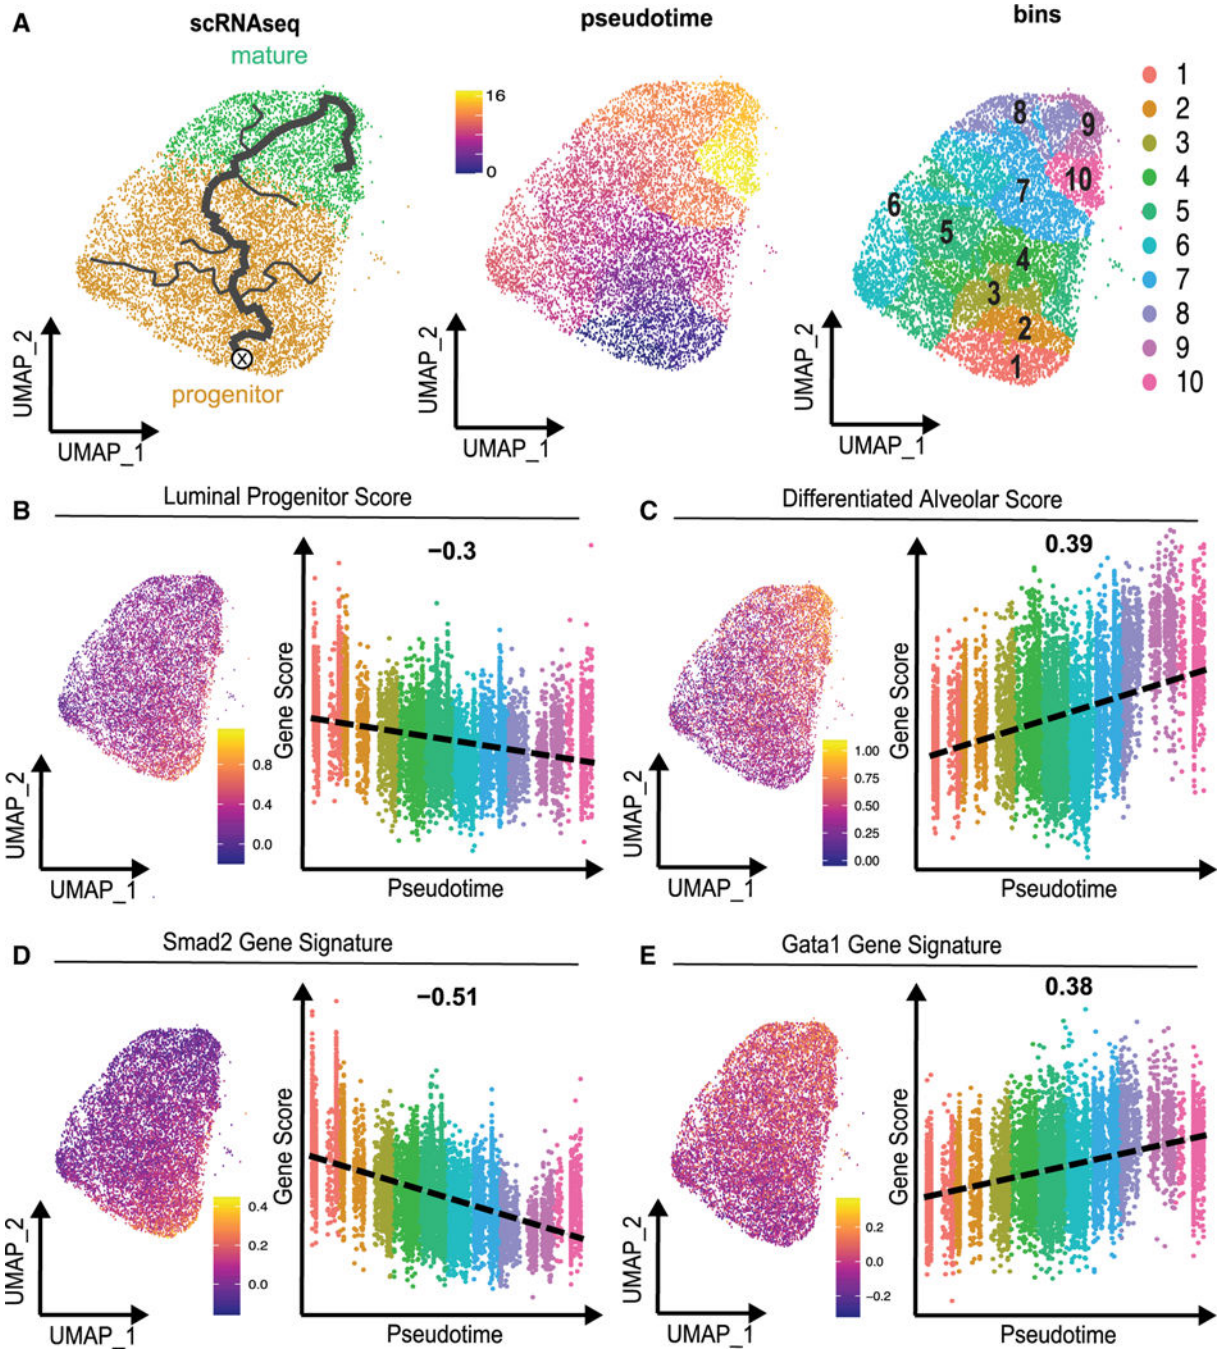 A
scRNAseq
pseudotime
bins
mature
16
0
1
2
3
4
5
6
7
8
9
10
8
9
10
7
6
5
4
3
2
1
X
progenitor
UMAP_2
UMAP_1
UMAP_2
UMAP_1
UMAP_2
UMAP_1
B
Luminal Progenitor Score
−0.3
0.8
0.4
0.0
UMAP_2
UMAP_1
Gene Score
Pseudotime
C
Differentiated Alveolar Score
0.39
1.00
0.75
0.50
0.25
0.00
UMAP_2
UMAP_1
Gene Score
Pseudotime
D
Smad2 Gene Signature
−0.51
0.4
0.2
0.0
UMAP_2
UMAP_1
Gene Score
Pseudotime
E
Gata1 Gene Signature
0.38
0.2
0.0
−0.2
UMAP_2
UMAP_1
Gene Score
Pseudotime